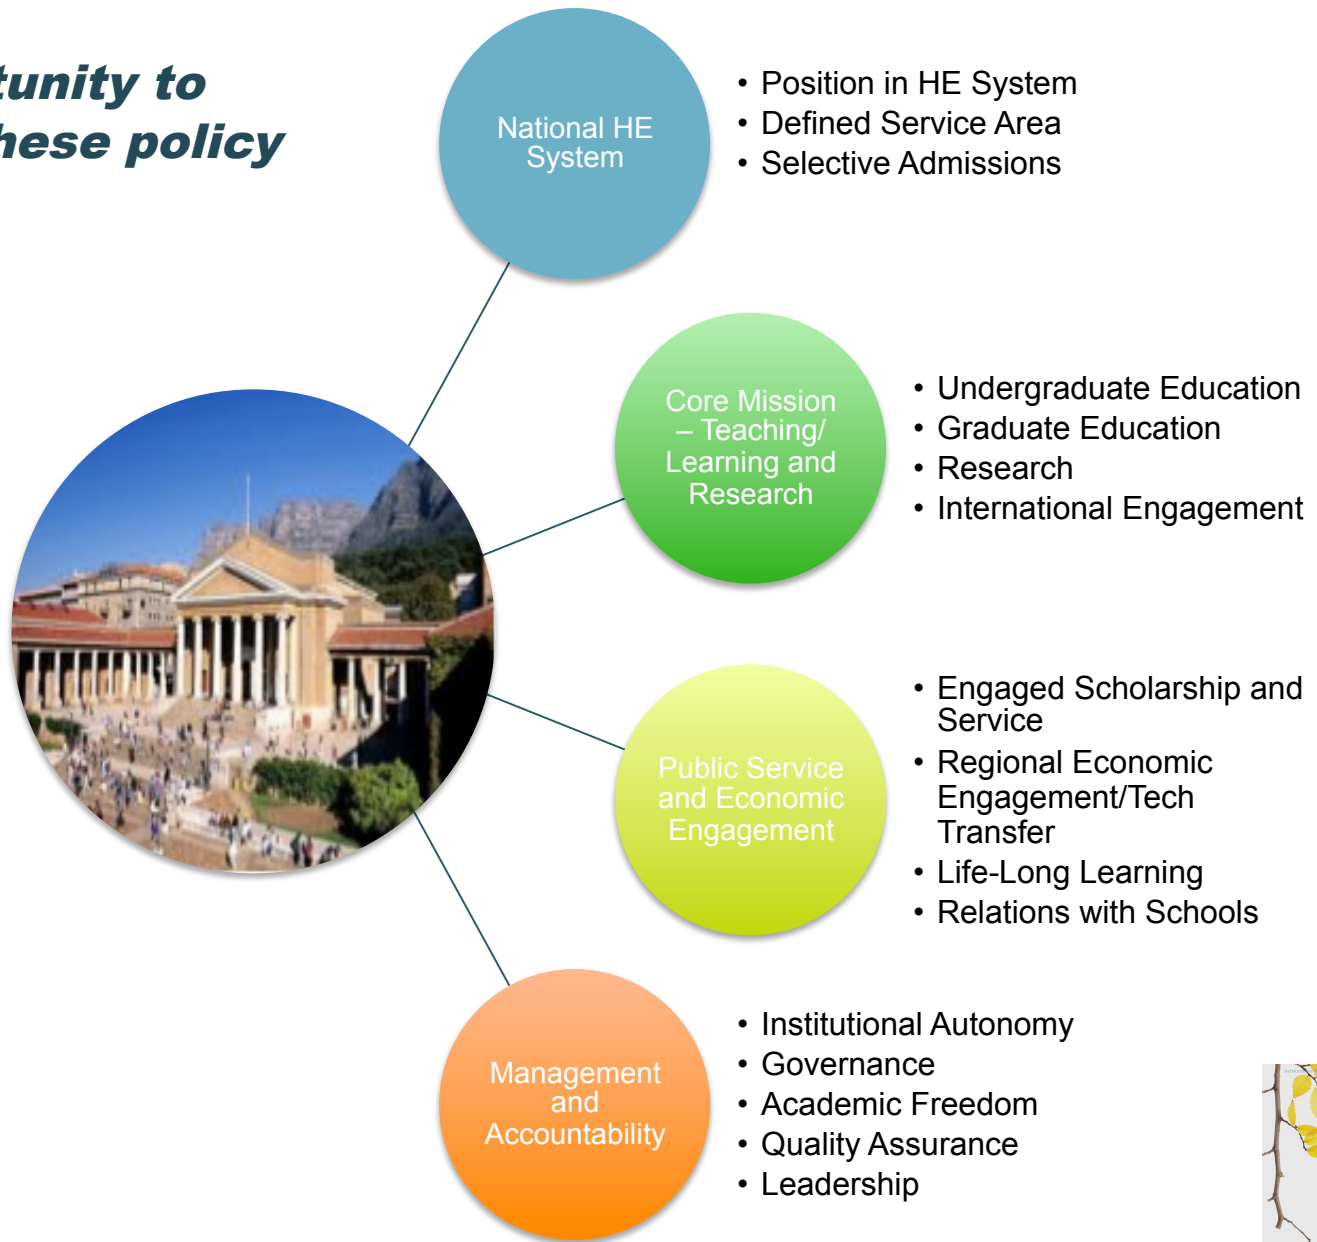 tunity to
hese policy
National HE
System
• Position in HE System
• Defined Service Area
• Selective Admissions
Core Mission
– Teaching/
Learning and
Research
• Undergraduate Education
• Graduate Education
• Research
• International Engagement
Public Service
and Economic
Engagement
• Engaged Scholarship and
Service
• Regional Economic
Engagement/Tech
Transfer
• Life-Long Learning
• Relations with Schools
Management
and
Accountability
• Institutional Autonomy
• Governance
• Academic Freedom
• Quality Assurance
• Leadership